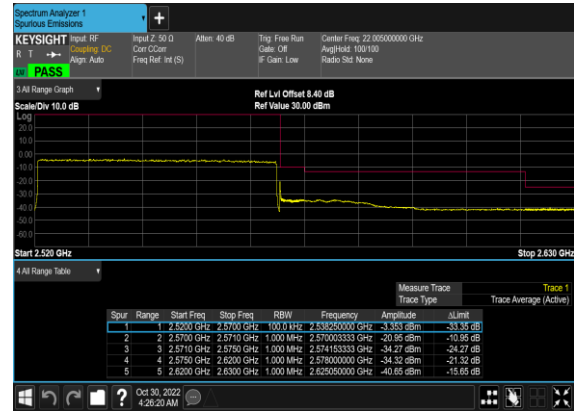 Spectrum Analyzer 1
Spurious Emissions
+
KEYSIGHT Input: RF Input Z: 50 Ω Atten: 40 dB Trig: Free Run Center Freq: 22.005000000 GHz
R T Coupling: DC Corr CCorr Gate: Off Avg|Hold: 100/100
Align: Auto Freq Ref: Int (S) IF Gain: Low Radio Std: None
LXI PASS
3 All Range Graph Ref Lvl Offset 8.40 dB
Scale/Div 10.0 dB Ref Value 30.00 dBm
Log
20.0
10.0
0.00
-10.0
-20.0
-30.0
-40.0
-50.0
-60.0
Start 2.520 GHz Stop 2.630 GHz
4 All Range Table
Measure Trace Trace 1
Trace Type Trace Average (Active)
Spur Range Start Freq Stop Freq RBW Frequency Amplitude ΔLimit
1 1 2.5200 GHz 2.5700 GHz 100.0 kHz 2.538250000 GHz -3.353 dBm -33.35 dB
2 2 2.5700 GHz 2.5710 GHz 1.000 MHz 2.570003333 GHz -20.95 dBm -10.95 dB
3 3 2.5710 GHz 2.5750 GHz 1.000 MHz 2.574153333 GHz -34.27 dBm -24.27 dB
4 4 2.5750 GHz 2.6200 GHz 1.000 MHz 2.578000000 GHz -34.32 dBm -21.32 dB
5 5 2.6200 GHz 2.6300 GHz 1.000 MHz 2.625050000 GHz -40.65 dBm -15.65 dB
? Oct 30, 2022
4:26:20 AM